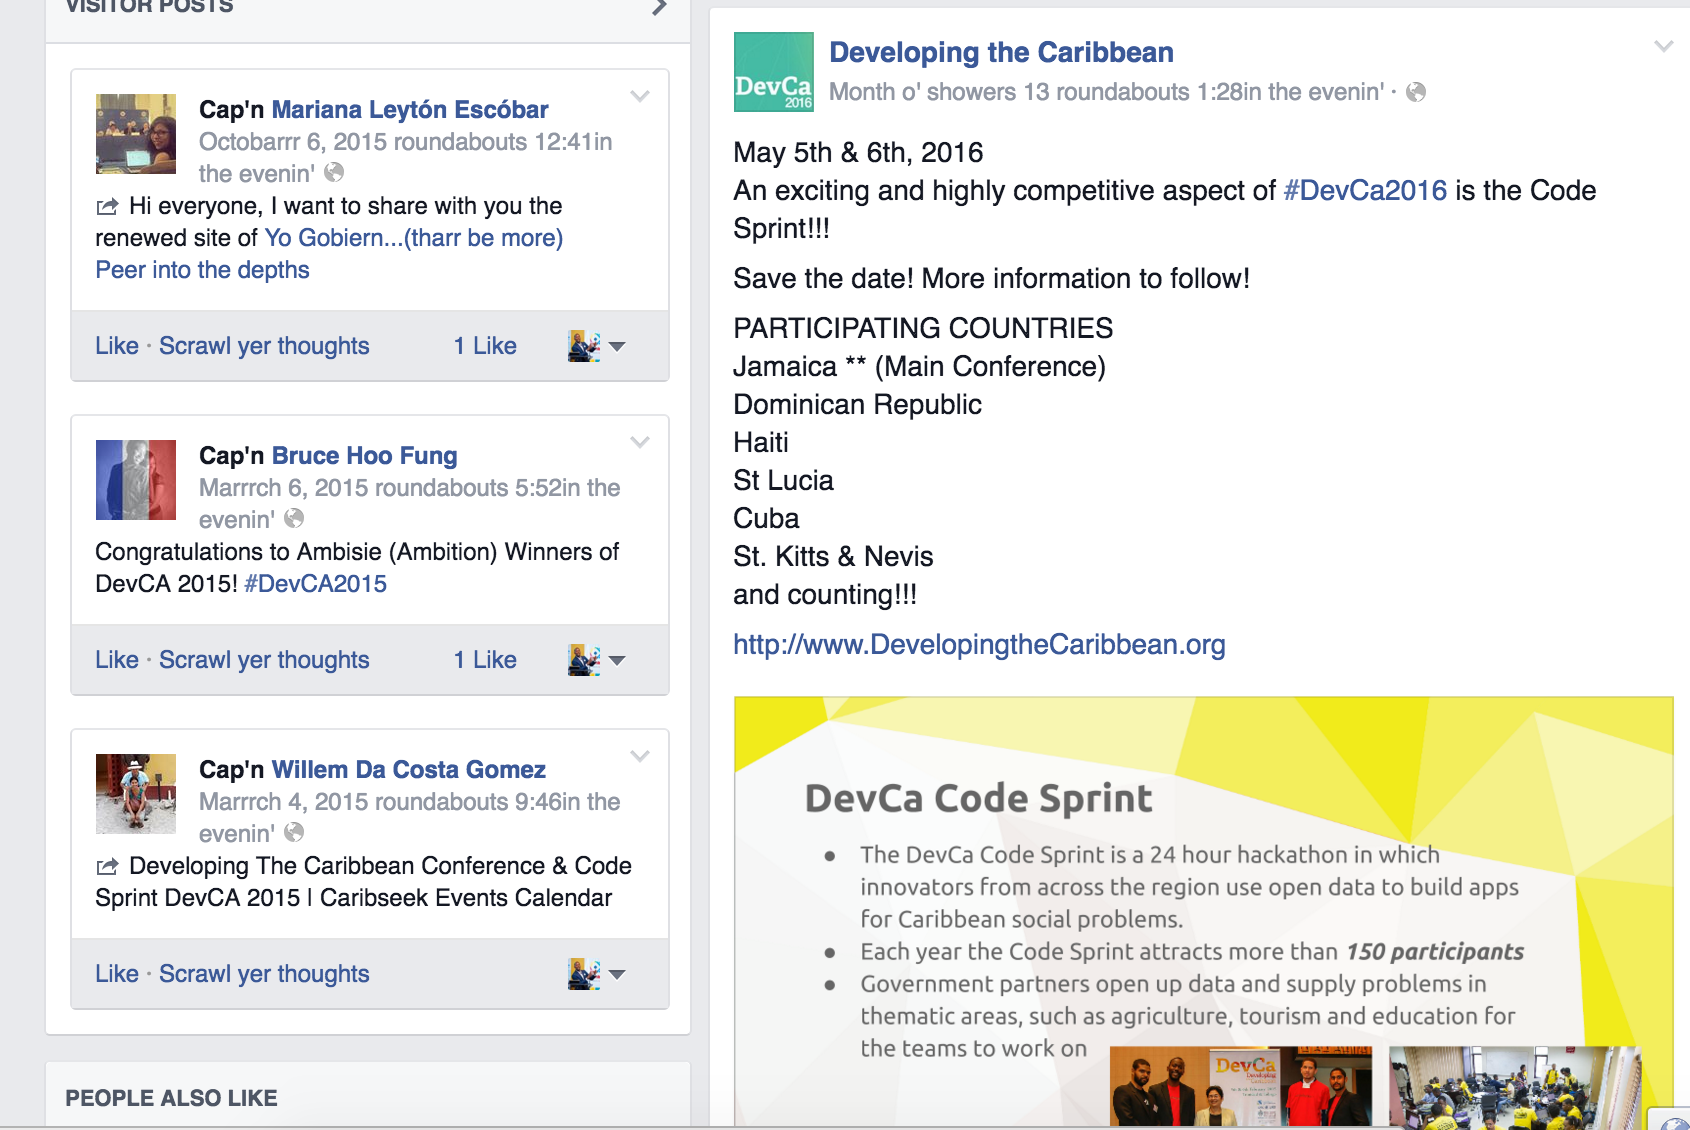 VISITOR POSTS
Cap'n Mariana Leytón Escóbar
Octobarrr 6, 2015 roundabouts 12:41in
the evenin'
Hi everyone, I want to share with you the
renewed site of Yo Gobiern...(tharr be more)
Peer into the depths
Like · Scrawl yer thoughts 1 Like
Cap'n Bruce Hoo Fung
Marrrch 6, 2015 roundabouts 5:52in the
evenin'
Congratulations to Ambisie (Ambition) Winners of
DevCA 2015! #DevCA2015
Like · Scrawl yer thoughts 1 Like
Cap'n Willem Da Costa Gomez
Marrrch 4, 2015 roundabouts 9:46in the
evenin'
Developing The Caribbean Conference & Code
Sprint DevCA 2015 | Caribseek Events Calendar
Like · Scrawl yer thoughts
PEOPLE ALSO LIKE
DevCa
2016
Developing the Caribbean
Month o' showers 13 roundabouts 1:28in the evenin' ·
May 5th & 6th, 2016
An exciting and highly competitive aspect of #DevCa2016 is the Code
Sprint!!!
Save the date! More information to follow!
PARTICIPATING COUNTRIES
Jamaica ** (Main Conference)
Dominican Republic
Haiti
St Lucia
Cuba
St. Kitts & Nevis
and counting!!!
http://www.DevelopingtheCaribbean.org
DevCa Code Sprint
● The DevCa Code Sprint is a 24 hour hackathon in which
innovators from across the region use open data to build apps
for Caribbean social problems.
● Each year the Code Sprint attracts more than 150 participants
● Government partners open up data and supply problems in
thematic areas, such as agriculture, tourism and education for
the teams to work on
DevCa
Developing